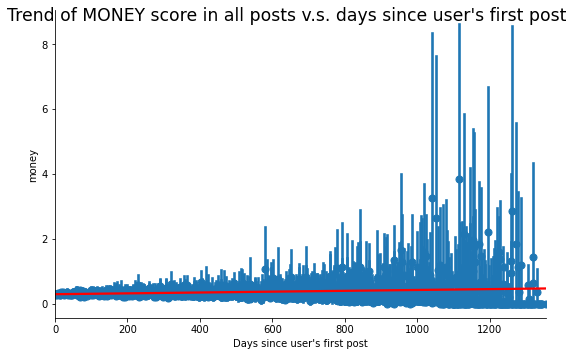 Trend of MONEY score in all posts v.s. days since user's first post
8
6
4
2
0
money
0 200 400 600 800 1000 1200
Days since user's first post